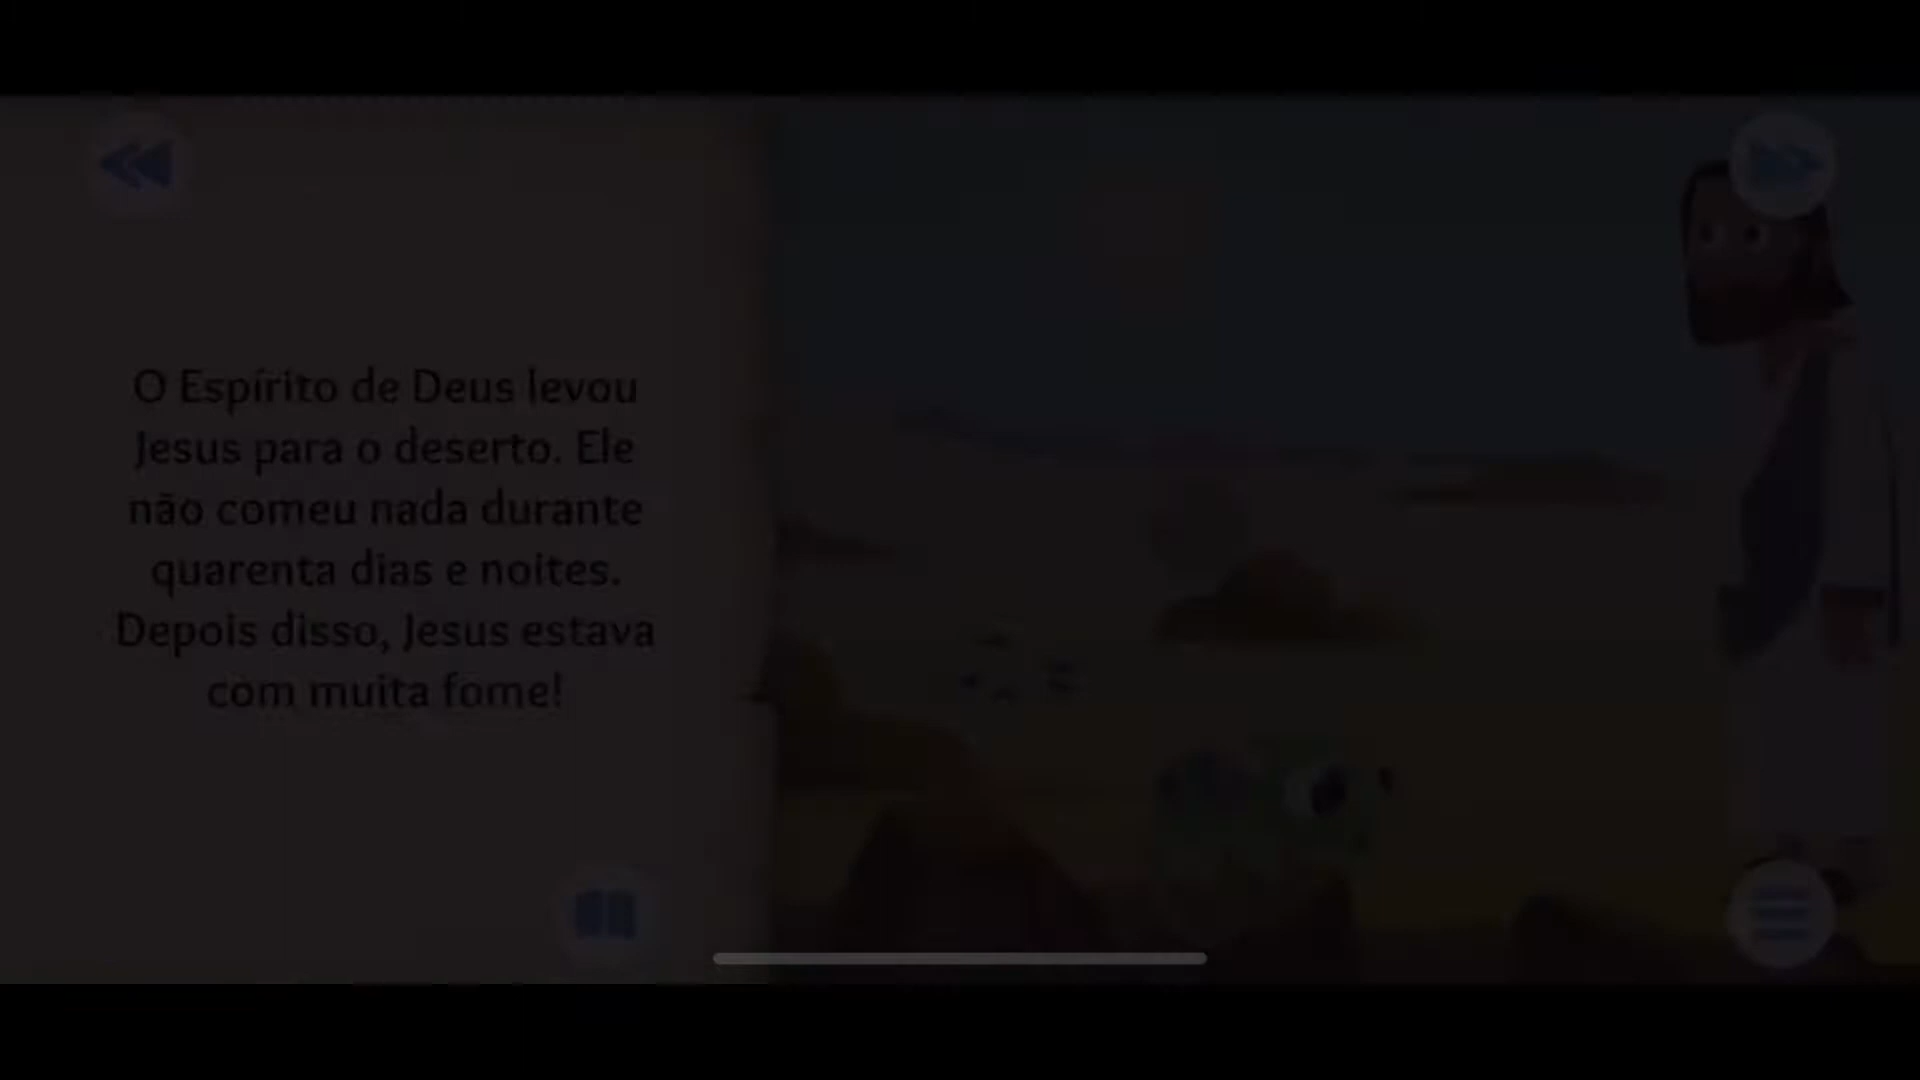 O Espírito de Deus levou
Jesus para o deserto. Ele
não comeu nada durante
quarenta dias e noites.
Depois disso, Jesus estava
com muita fome!